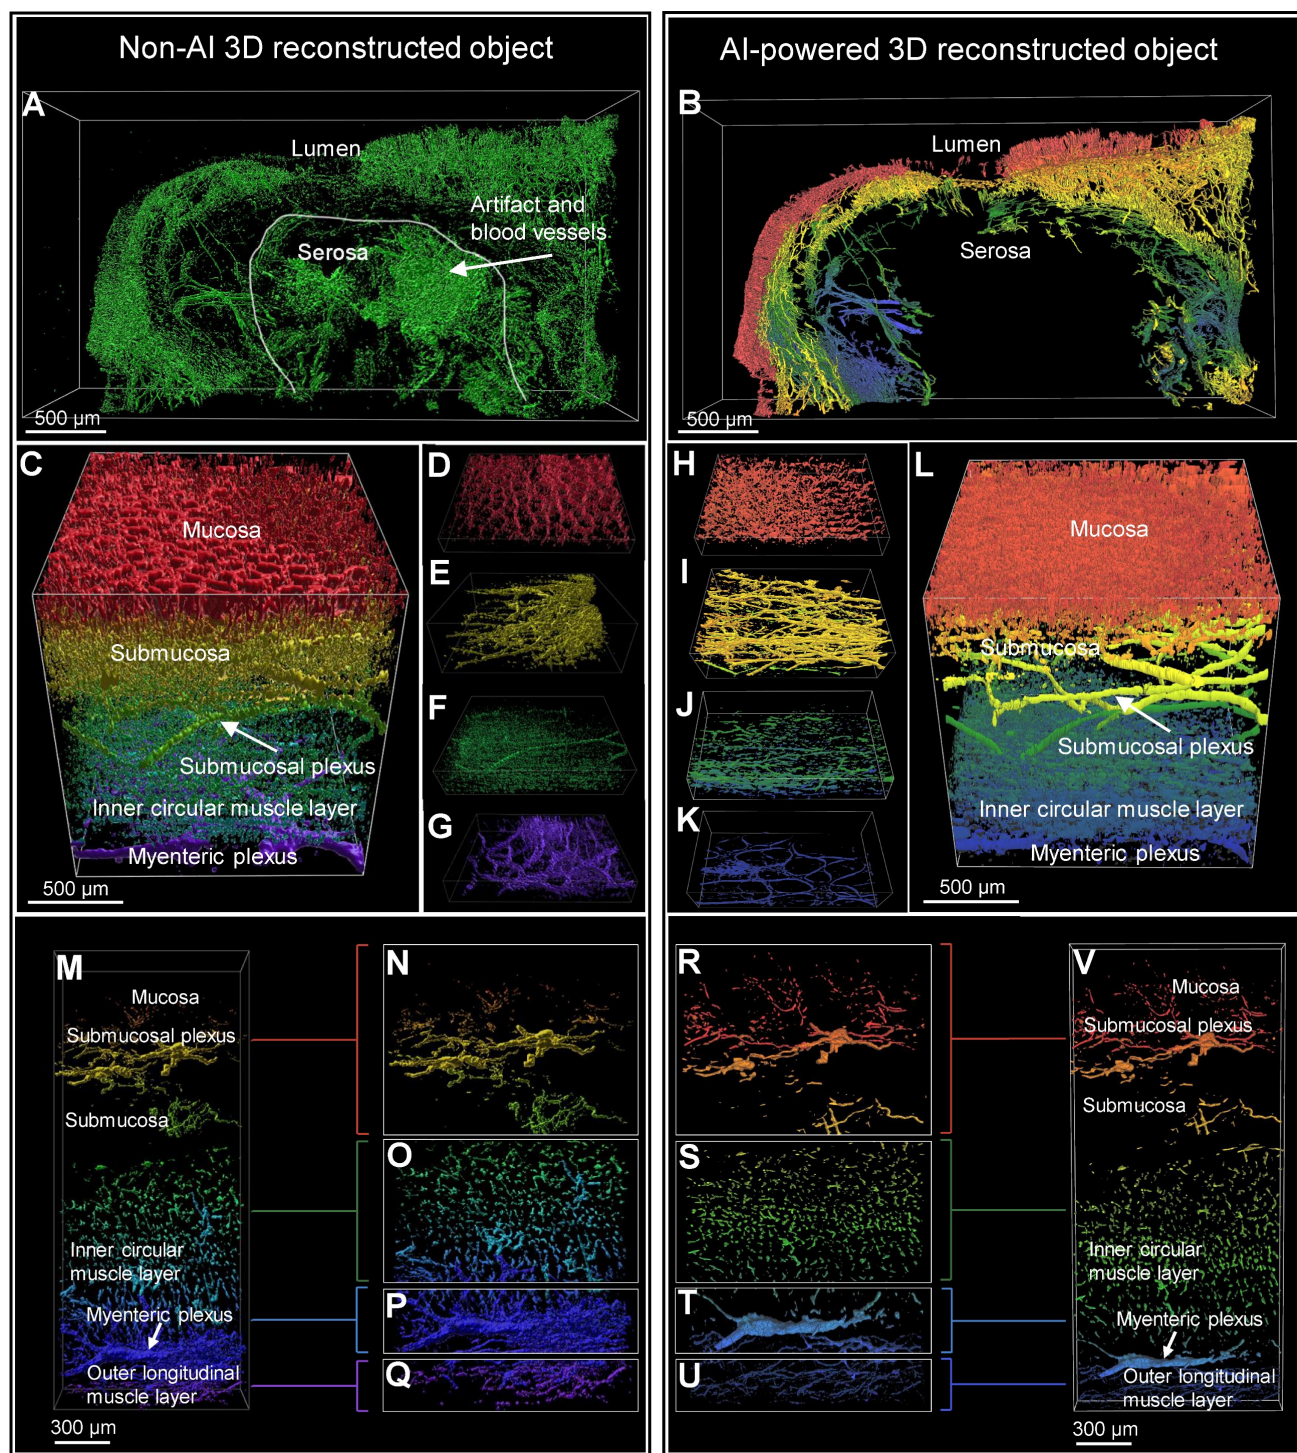 Non-AI 3D reconstructed object
AI-powered 3D reconstructed object
A
Lumen
Artifact and
blood vessels
Serosa
500 µm
B
Lumen
Serosa
500 µm
C
Mucosa
Submucosa
Submucosal plexus
Inner circular muscle layer
Myenteric plexus
500 µm
D
E
F
G
H
I
J
K
L
Mucosa
Submucosa
Submucosal plexus
Inner circular muscle layer
Myenteric plexus
500 µm
M
Mucosa
Submucosal plexus
Submucosa
Inner circular
muscle layer
Myenteric plexus
Outer longitudinal
muscle layer
300 µm
N
O
P
Q
R
S
T
U
V
Mucosa
Submucosal plexus
Submucosa
Inner circular
muscle layer
Myenteric plexus
Outer longitudinal
muscle layer
300 µm